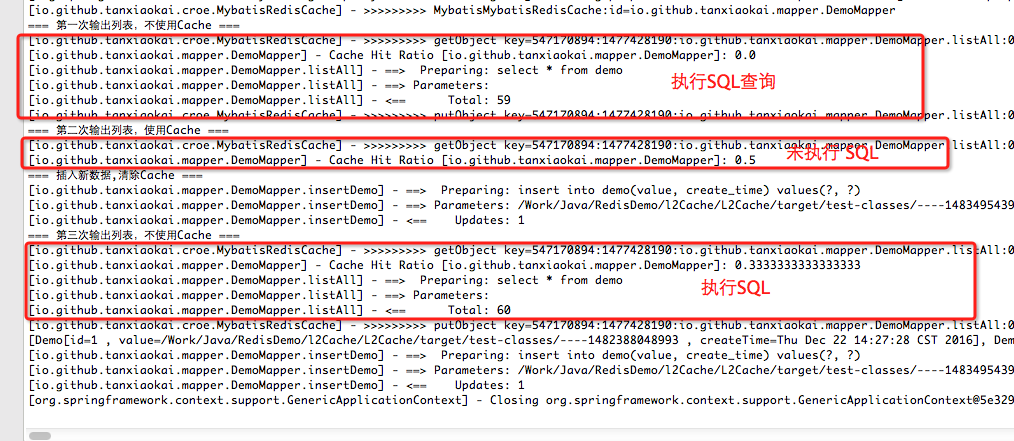 [io.github.tanxiaokai.croe.MybatisRedisCache] - >>>>>>>>>> MybatisMybatisRedisCache:id=io.github.tanxiaokai.mapper.DemoMapper
=== 第一次输出列表，不使用Cache ===
[io.github.tanxiaokai.croe.MybatisRedisCache] - >>>>>>>>>> getObject key=547170894:1477428190:io.github.tanxiaokai.mapper.DemoMapper.listAll:0
[io.github.tanxiaokai.mapper.DemoMapper] - Cache Hit Ratio [io.github.tanxiaokai.mapper.DemoMapper]: 0.0
[io.github.tanxiaokai.mapper.DemoMapper.listAll] - ==>  Preparing: select * from demo
执行SQL查询
[io.github.tanxiaokai.mapper.DemoMapper.listAll] - ==> Parameters:
[io.github.tanxiaokai.mapper.DemoMapper.listAll] - <==      Total: 59
[io.github.tanxiaokai.croe.MybatisRedisCache] - >>>>>>>>>> putObject key=547170894:1477428190:io.github.tanxiaokai.mapper.DemoMapper.listAll:0
=== 第二次输出列表，使用Cache ===
[io.github.tanxiaokai.croe.MybatisRedisCache] - >>>>>>>>>> getObject key=547170894:1477428190:io.github.tanxiaokai.mapper.DemoMapper.listAll:0
未执行 SQL
[io.github.tanxiaokai.mapper.DemoMapper] - Cache Hit Ratio [io.github.tanxiaokai.mapper.DemoMapper]: 0.5
=== 插入新数据,清除Cache ===
[io.github.tanxiaokai.mapper.DemoMapper.insertDemo] - ==>  Preparing: insert into demo(value, create_time) values(?, ?)
[io.github.tanxiaokai.mapper.DemoMapper.insertDemo] - ==> Parameters: /Work/Java/RedisDemo/l2Cache/L2Cache/target/test-classes/----1483495439
[io.github.tanxiaokai.mapper.DemoMapper.insertDemo] - <==    Updates: 1
=== 第三次输出列表，不使用Cache ===
[io.github.tanxiaokai.croe.MybatisRedisCache] - >>>>>>>>>> getObject key=547170894:1477428190:io.github.tanxiaokai.mapper.DemoMapper.listAll:0
[io.github.tanxiaokai.mapper.DemoMapper] - Cache Hit Ratio [io.github.tanxiaokai.mapper.DemoMapper]: 0.3333333333333333
[io.github.tanxiaokai.mapper.DemoMapper.listAll] - ==>  Preparing: select * from demo
执行SQL
[io.github.tanxiaokai.mapper.DemoMapper.listAll] - ==> Parameters:
[io.github.tanxiaokai.mapper.DemoMapper.listAll] - <==      Total: 60
[io.github.tanxiaokai.croe.MybatisRedisCache] - >>>>>>>>>> putObject key=547170894:1477428190:io.github.tanxiaokai.mapper.DemoMapper.listAll:0
[Demo[id=1 , value=/Work/Java/RedisDemo/l2Cache/L2Cache/target/test-classes/----1482388048993 , createTime=Thu Dec 22 14:27:28 CST 2016], Dem
[io.github.tanxiaokai.mapper.DemoMapper.insertDemo] - ==>  Preparing: insert into demo(value, create_time) values(?, ?)
[io.github.tanxiaokai.mapper.DemoMapper.insertDemo] - ==> Parameters: /Work/Java/RedisDemo/l2Cache/L2Cache/target/test-classes/----1483495439
[io.github.tanxiaokai.mapper.DemoMapper.insertDemo] - <==    Updates: 1
[org.springframework.context.support.GenericApplicationContext] - Closing org.springframework.context.support.GenericApplicationContext@5e329